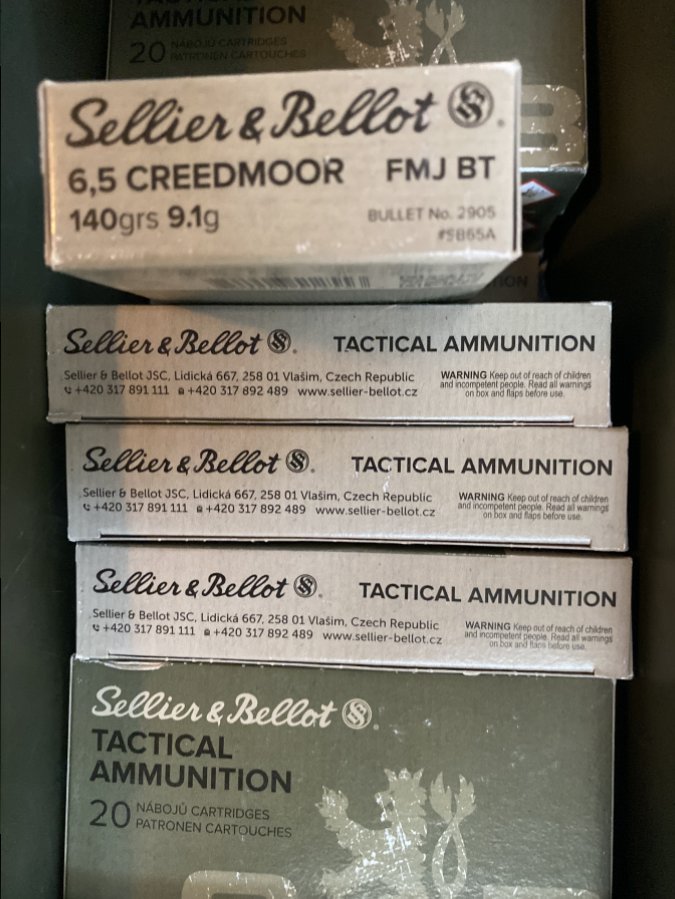 TACTICAL
AMMUNITION
20 NÁBOJŮ CARTRIDGES
PATRONEN CARTOUCHES
SB
Sellier & Bellot
6,5 CREEDMOOR FMJ BT
140grs 9.1g
BULLET No. 2905
#SB65A
Sellier & Bellot TACTICAL AMMUNITION
Sellier & Bellot JSC, Lidická 667, 258 01 Vlašim, Czech Republic
+420 317 891 111 +420 317 892 489 www.sellier-bellot.cz
WARNING Keep out of reach of children
and incompetent people. Read all warnings
on box and flaps before use.
Sellier & Bellot TACTICAL AMMUNITION
Sellier & Bellot JSC, Lidická 667, 258 01 Vlašim, Czech Republic
+420 317 891 111 +420 317 892 489 www.sellier-bellot.cz
WARNING Keep out of reach of children
and incompetent people. Read all warnings
on box and flaps before use.
Sellier & Bellot TACTICAL AMMUNITION
Sellier & Bellot JSC, Lidická 667, 258 01 Vlašim, Czech Republic
+420 317 891 111 +420 317 892 489 www.sellier-bellot.cz
WARNING Keep out of reach of children
and incompetent people. Read all warnings
on box and flaps before use.
Sellier & Bellot
TACTICAL
AMMUNITION
20 NÁBOJŮ CARTRIDGES
PATRONEN CARTOUCHES